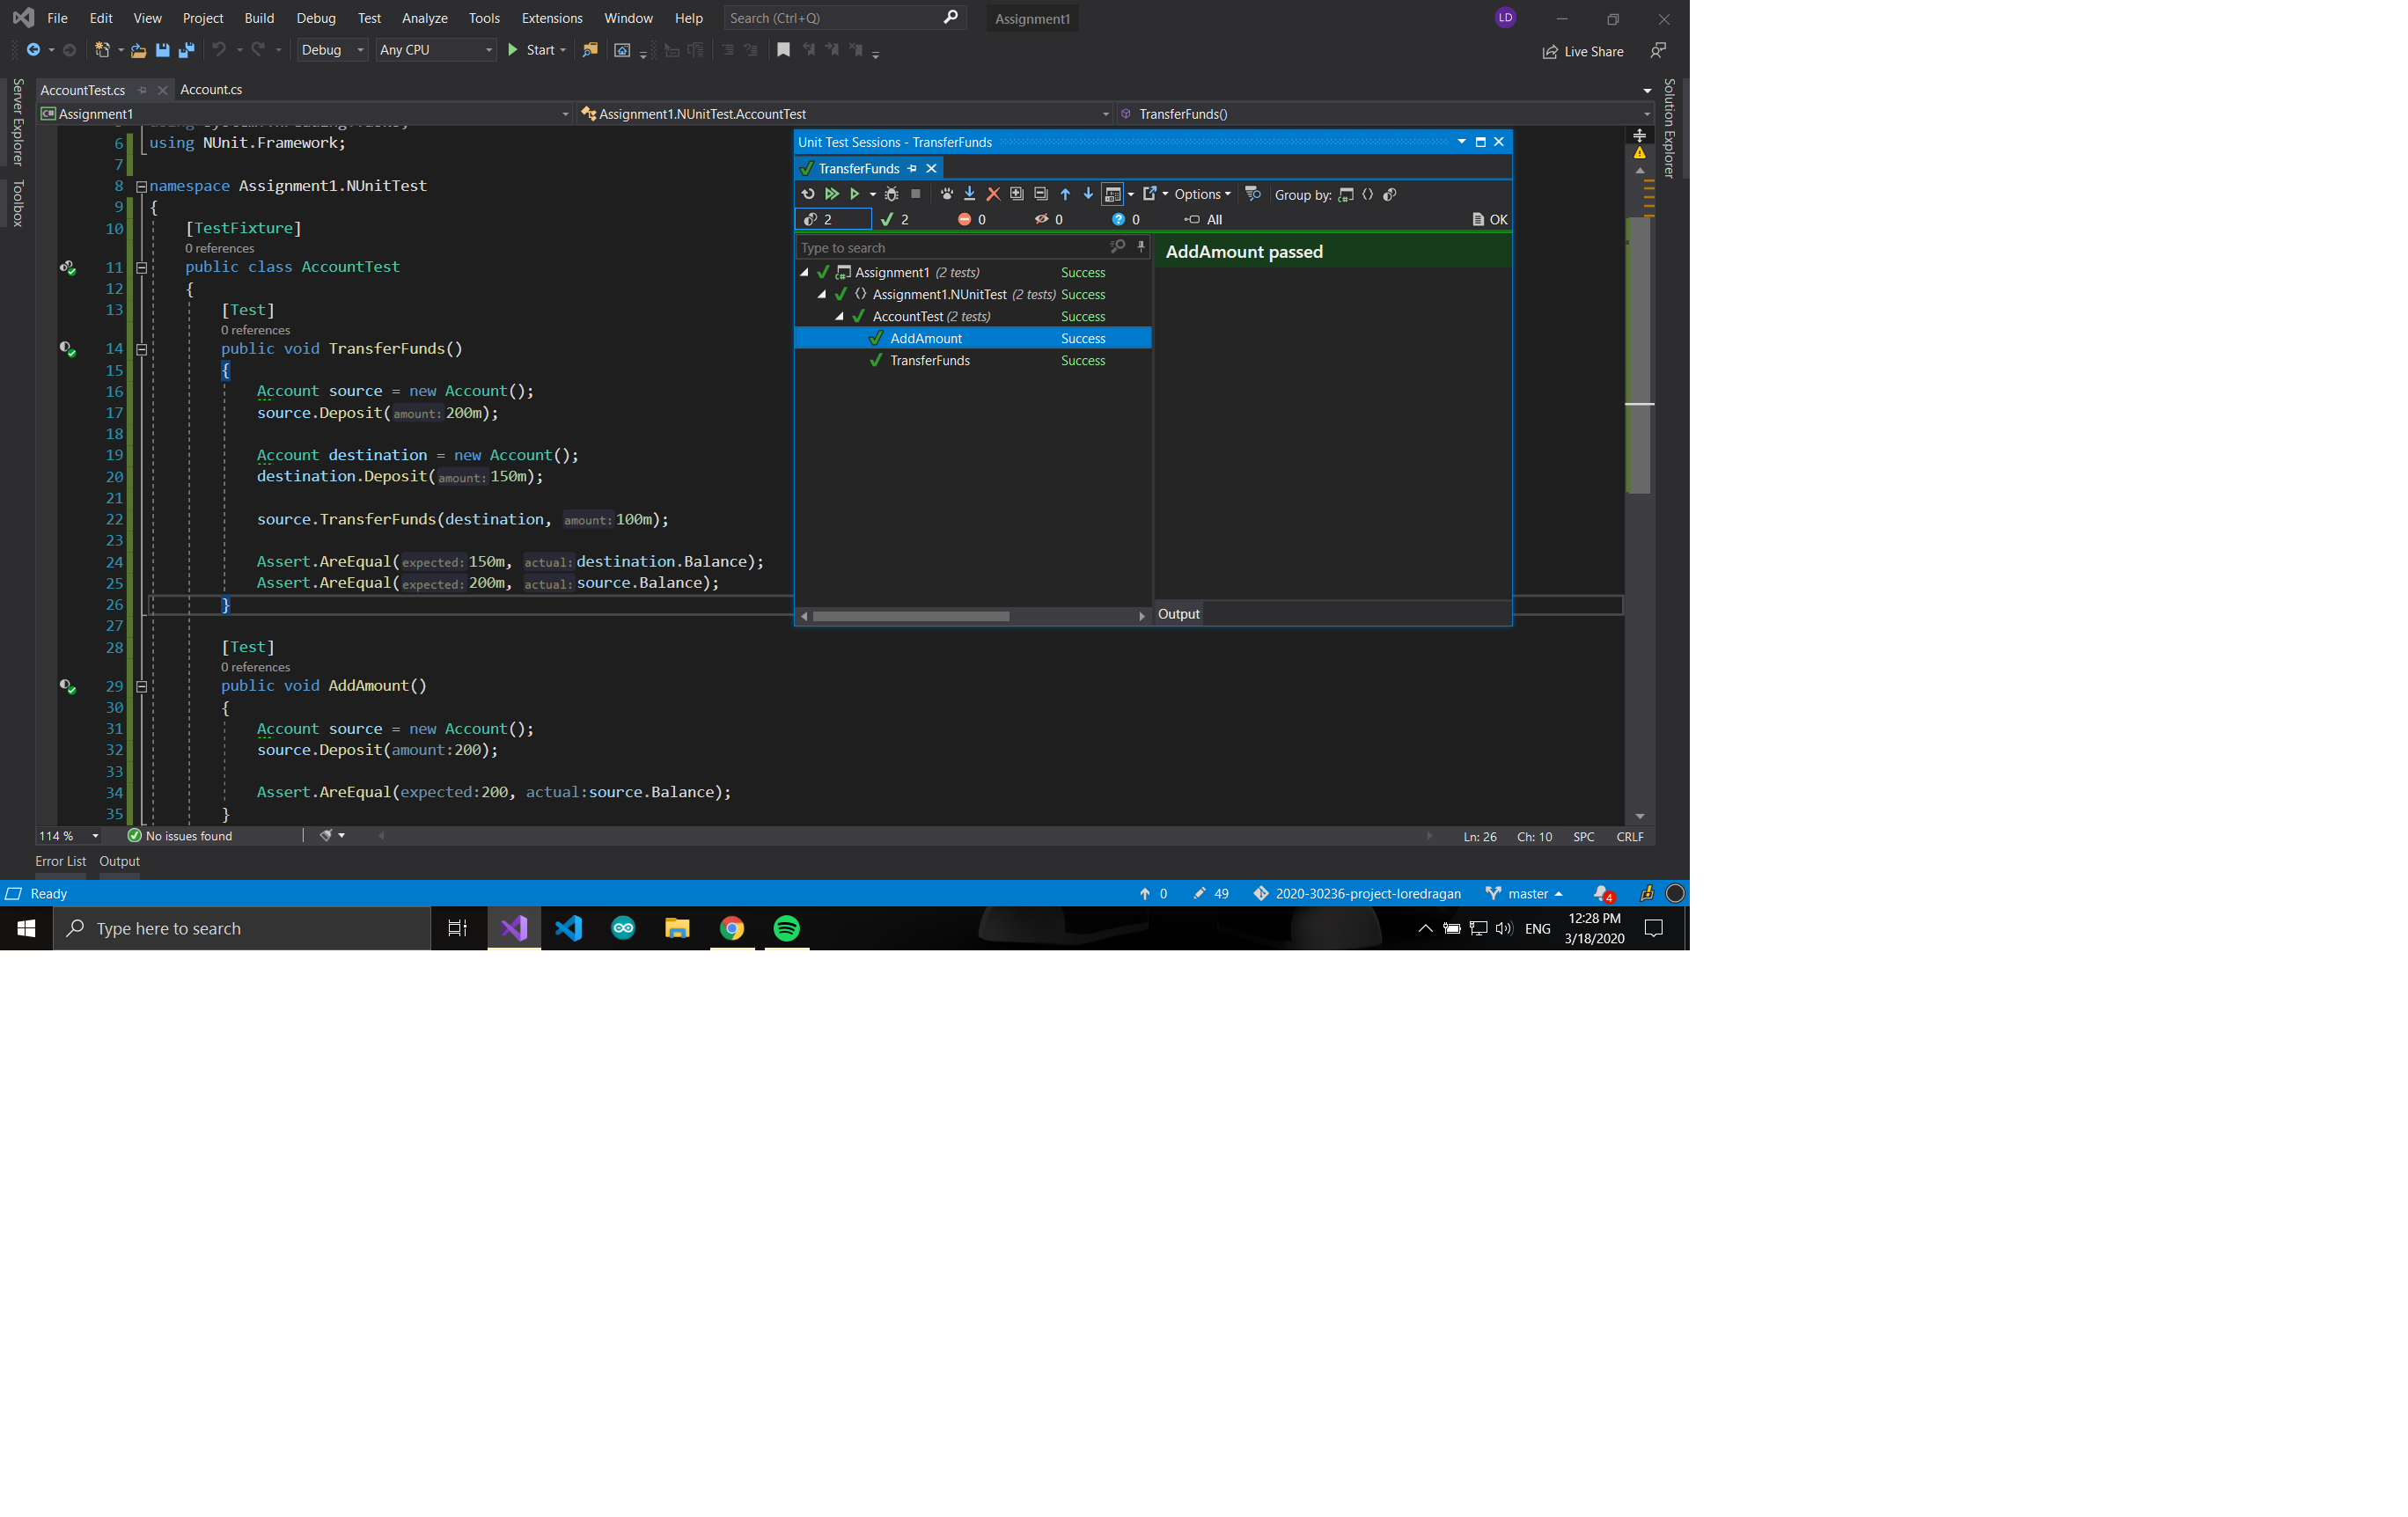 File Edit View Project Build Debug Test Analyze Tools Extensions Window Help Search (Ctrl+Q) Assignment1 LD
Debug Any CPU Start Live Share
Server Explorer
Toolbox
Solution Explorer
AccountTest.cs Account.cs
C# Assignment1 Assignment1.NUnitTest.AccountTest TransferFunds()
6 using NUnit.Framework;
7
8 namespace Assignment1.NUnitTest
9 {
10 [TestFixture]
0 references
11 public class AccountTest
12 {
13 [Test]
0 references
14 public void TransferFunds()
15 {
16 Account source = new Account();
17 source.Deposit(amount:200m);
18
19 Account destination = new Account();
20 destination.Deposit(amount:150m);
21
22 source.TransferFunds(destination, amount:100m);
23
24 Assert.AreEqual(expected:150m, actual:destination.Balance);
25 Assert.AreEqual(expected:200m, actual:source.Balance);
26 }
27
28 [Test]
0 references
29 public void AddAmount()
30 {
31 Account source = new Account();
32 source.Deposit(amount:200);
33
34 Assert.AreEqual(expected:200, actual:source.Balance);
35 }
Unit Test Sessions - TransferFunds
TransferFunds
Options Group by:
2 2 0 0 0 All OK
Type to search
Assignment1 (2 tests) Success
Assignment1.NUnitTest (2 tests) Success
AccountTest (2 tests) Success
AddAmount Success
TransferFunds Success
AddAmount passed
Output
114 % No issues found Ln: 26 Ch: 10 SPC CRLF
Error List Output
Ready 0 49 2020-30236-project-loredragan master 4
Type here to search ENG 12:28 PM
3/18/2020